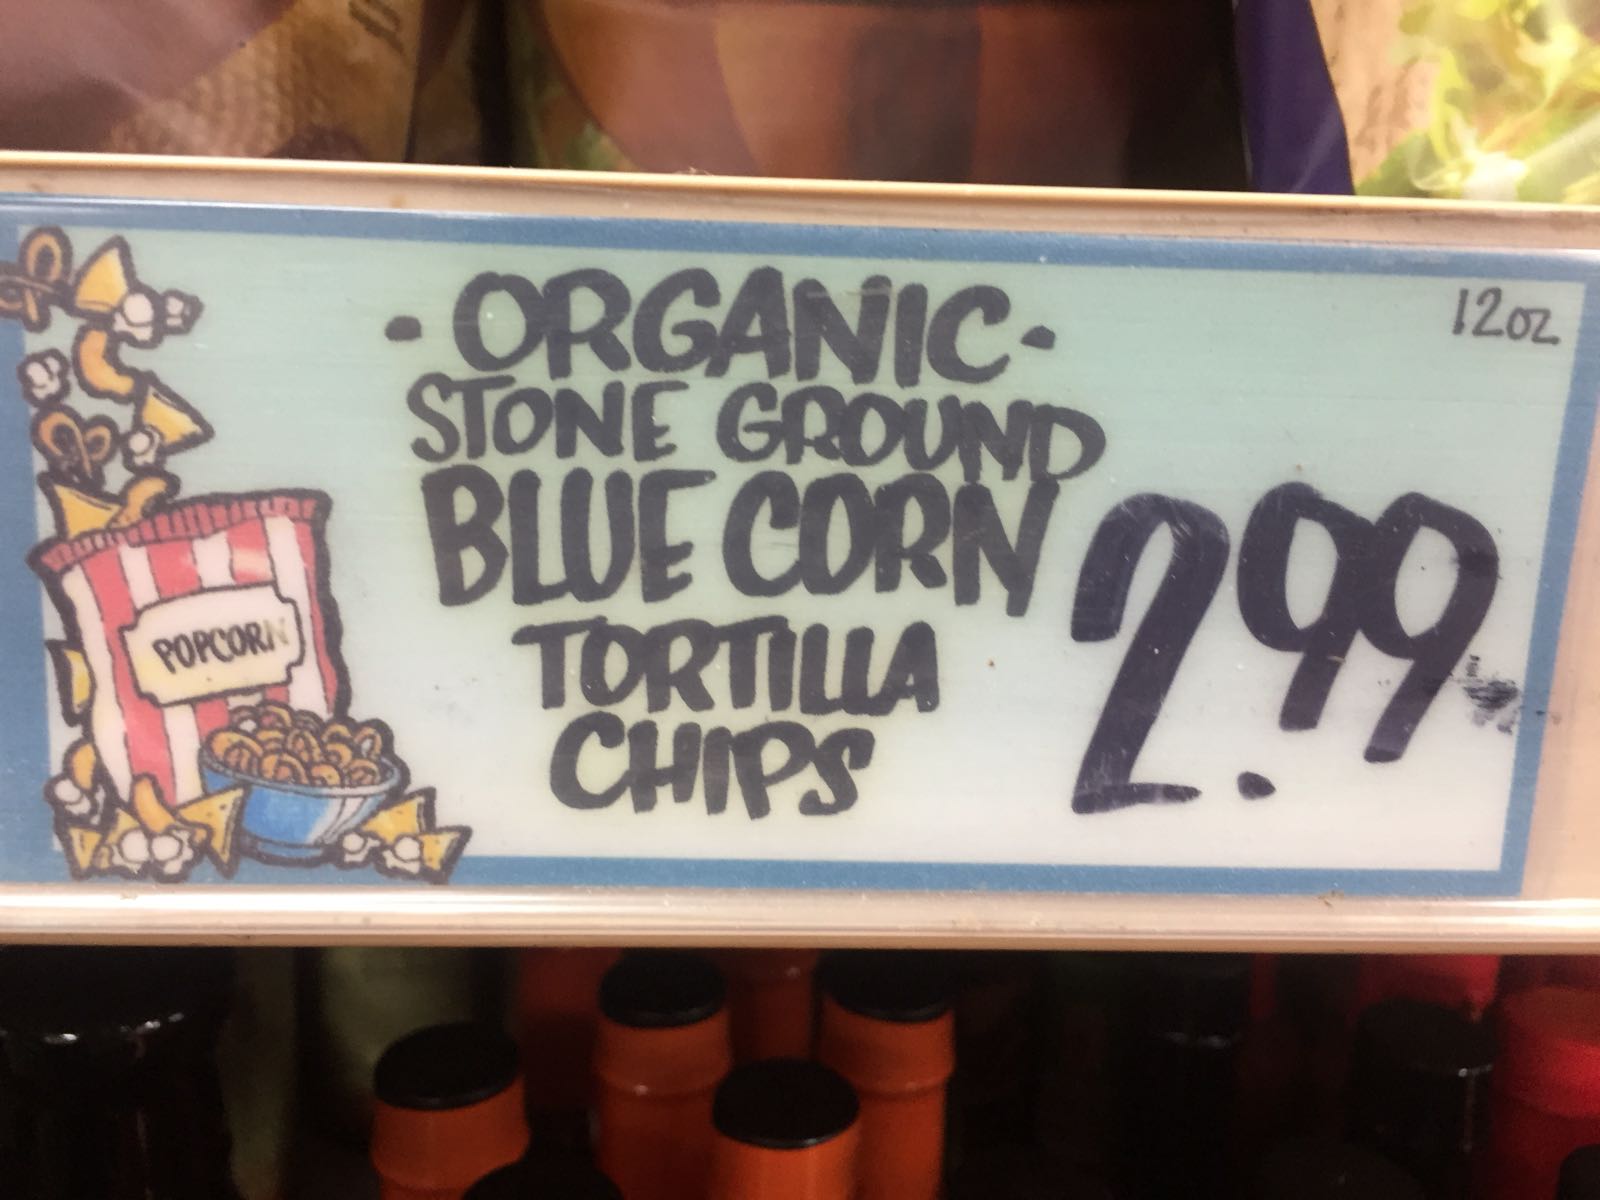 12oz
• ORGANIC •
STONE GROUND
BLUE CORN
TORTILLA
CHIPS
2.99
POPCORN